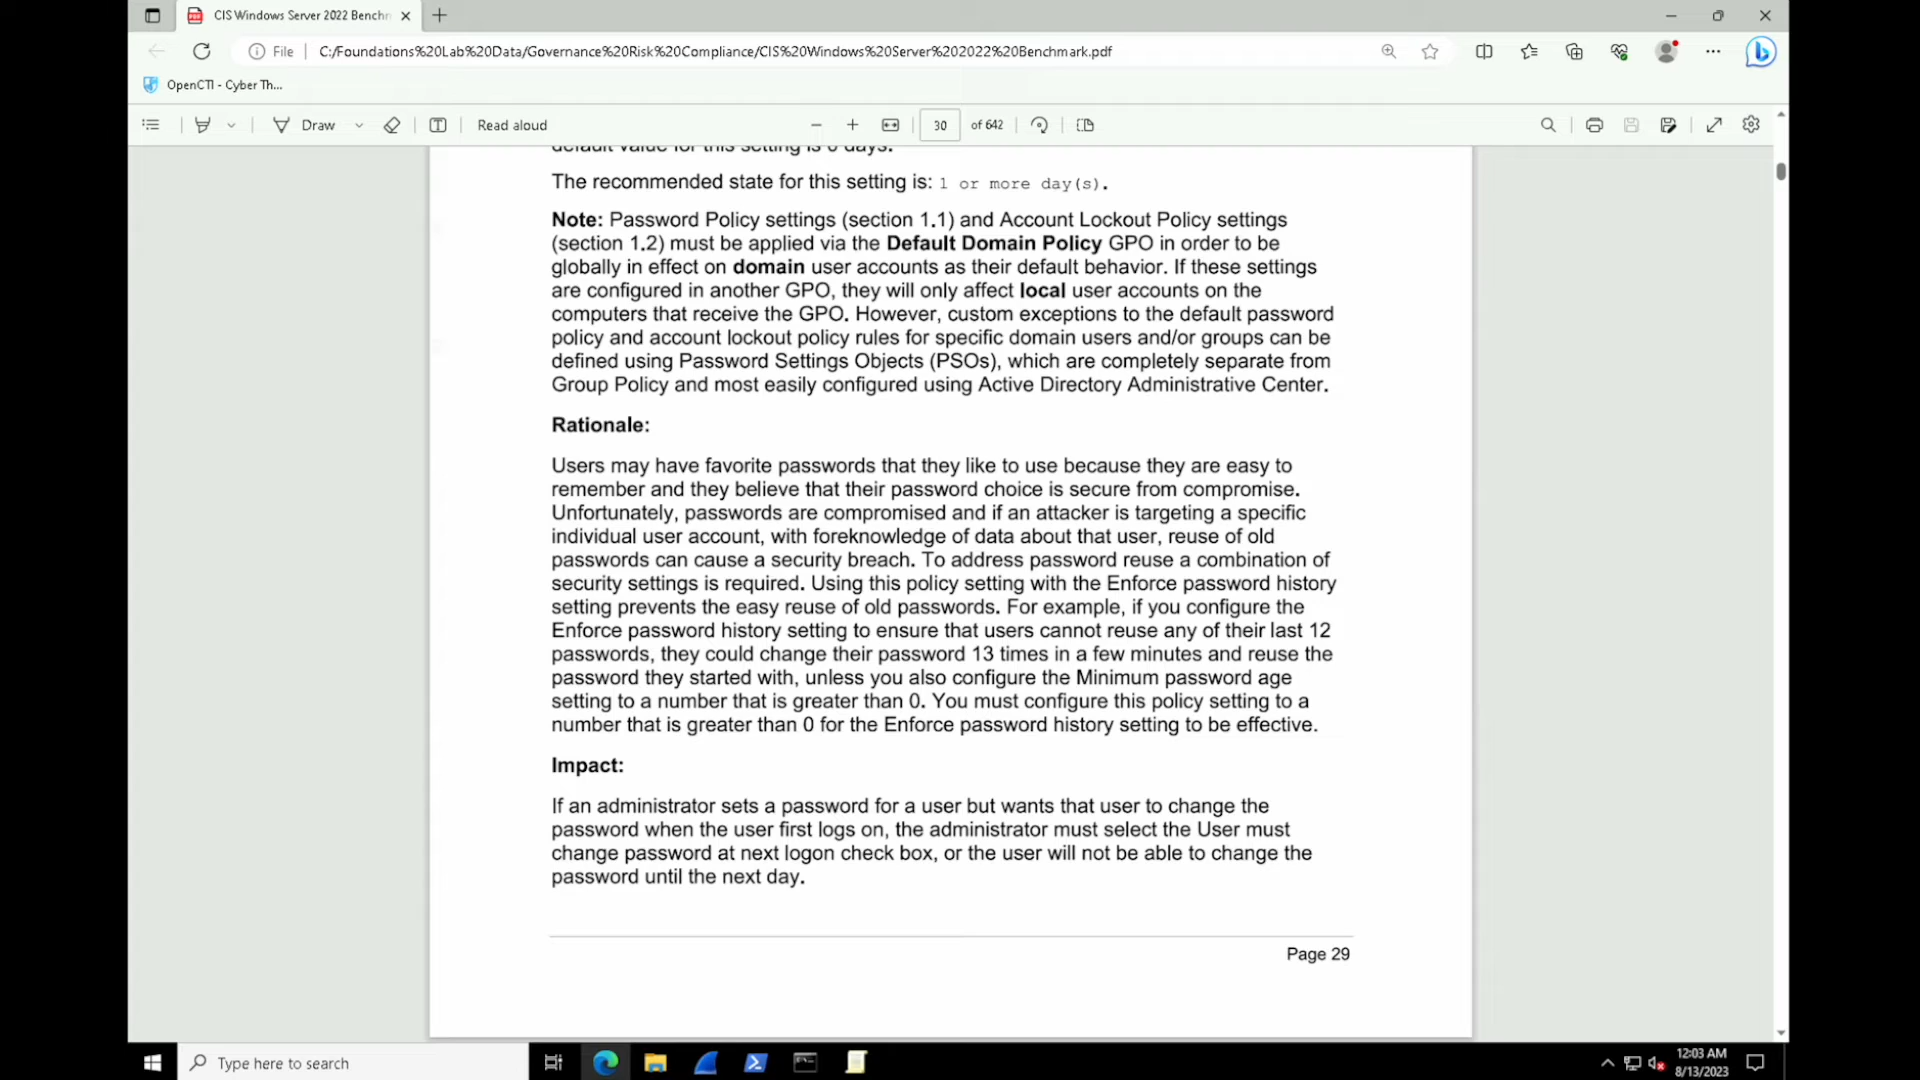 CIS Windows Server 2022 Benchm
File
C:/Foundations%20Lab%20Data/Governance%20Risk%20Compliance/CIS%20Windows%20Server%202022%20Benchmark.pdf
OpenCTI - Cyber Th...
Draw
Read aloud
30 of 642
default value for this setting is 0 days.
The recommended state for this setting is: 1 or more day(s).
Note: Password Policy settings (section 1.1) and Account Lockout Policy settings
(section 1.2) must be applied via the Default Domain Policy GPO in order to be
globally in effect on domain user accounts as their default behavior. If these settings
are configured in another GPO, they will only affect local user accounts on the
computers that receive the GPO. However, custom exceptions to the default password
policy and account lockout policy rules for specific domain users and/or groups can be
defined using Password Settings Objects (PSOs), which are completely separate from
Group Policy and most easily configured using Active Directory Administrative Center.
Rationale:
Users may have favorite passwords that they like to use because they are easy to
remember and they believe that their password choice is secure from compromise.
Unfortunately, passwords are compromised and if an attacker is targeting a specific
individual user account, with foreknowledge of data about that user, reuse of old
passwords can cause a security breach. To address password reuse a combination of
security settings is required. Using this policy setting with the Enforce password history
setting prevents the easy reuse of old passwords. For example, if you configure the
Enforce password history setting to ensure that users cannot reuse any of their last 12
passwords, they could change their password 13 times in a few minutes and reuse the
password they started with, unless you also configure the Minimum password age
setting to a number that is greater than 0. You must configure this policy setting to a
number that is greater than 0 for the Enforce password history setting to be effective.
Impact:
If an administrator sets a password for a user but wants that user to change the
password when the user first logs on, the administrator must select the User must
change password at next logon check box, or the user will not be able to change the
password until the next day.
Page 29
Type here to search
12:03 AM
8/13/2023